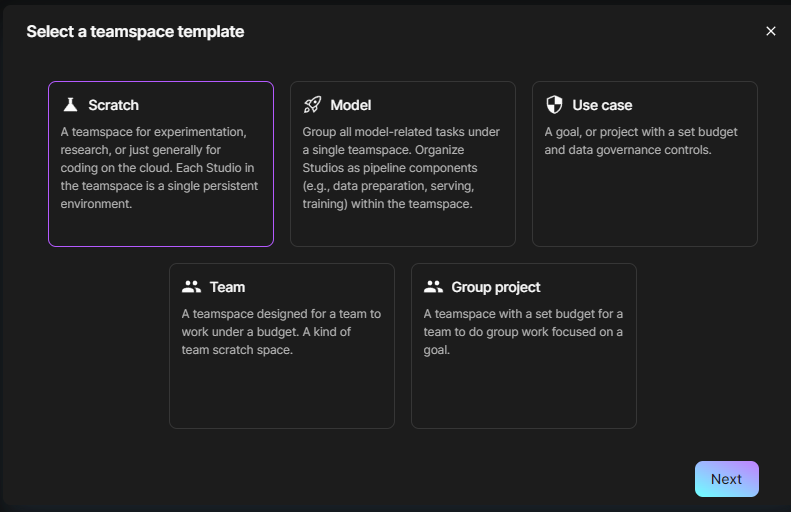 Select a teamspace template
Scratch
A teamspace for experimentation,
research, or just generally for
coding on the cloud. Each Studio in
the teamspace is a single persistent
environment.
Model
Group all model-related tasks under
a single teamspace. Organize
Studios as pipeline components
(e.g., data preparation, serving,
training) within the teamspace.
Use case
A goal, or project with a set budget
and data governance controls.
Team
A teamspace designed for a team to
work under a budget. A kind of
team scratch space.
Group project
A teamspace with a set budget for a
team to do group work focused on a
goal.
Next